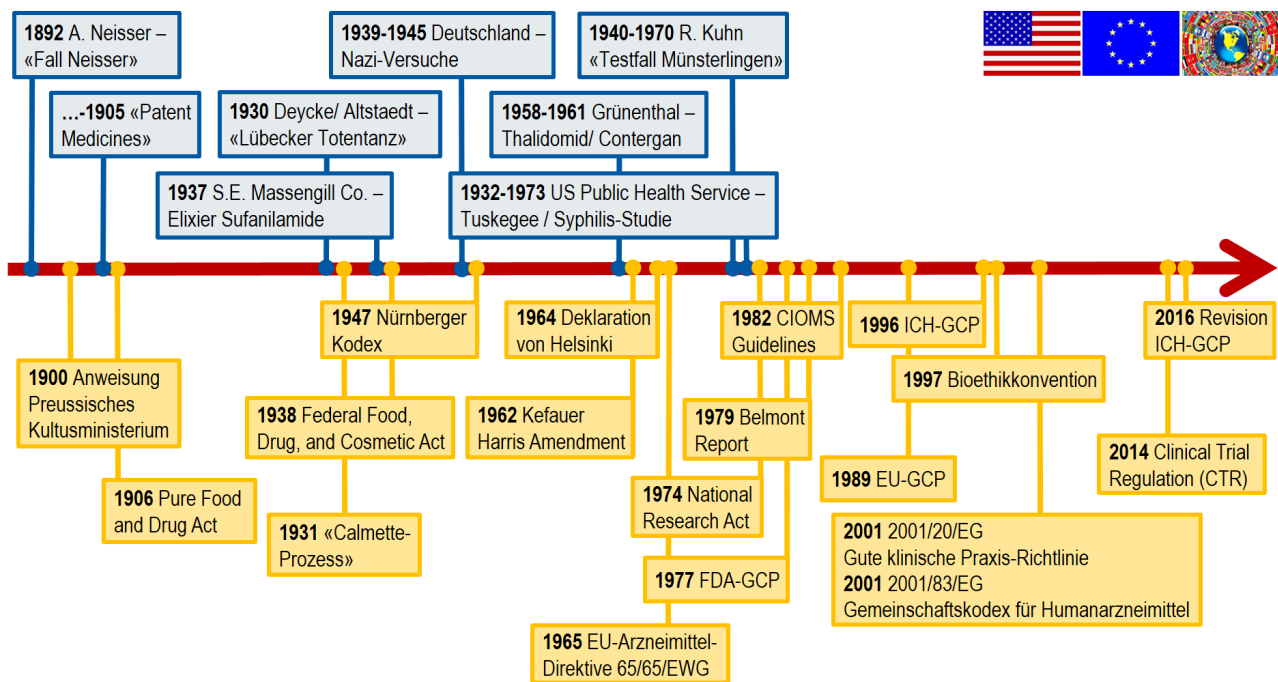 1892 A. Neisser –
«Fall Neisser»
1939-1945 Deutschland –
Nazi-Versuche
1940-1970 R. Kuhn
«Testfall Münsterlingen»
...-1905 «Patent
Medicines»
1930 Deycke/ Altstaedt –
«Lübecker Totentanz»
1958-1961 Grünenthal –
Thalidomid/ Contergan
1937 S.E. Massengill Co. –
Elixier Sufanilamide
1932-1973 US Public Health Service –
Tuskegee / Syphilis-Studie
1947 Nürnberger
Kodex
1964 Deklaration
von Helsinki
1982 CIOMS
Guidelines
1996 ICH-GCP
2016 Revision
ICH-GCP
1900 Anweisung
Preussisches
Kultusministerium
1997 Bioethikkonvention
1938 Federal Food,
Drug, and Cosmetic Act
1962 Kefauer
Harris Amendment
1979 Belmont
Report
2014 Clinical Trial
Regulation (CTR)
1989 EU-GCP
1906 Pure Food
and Drug Act
1974 National
Research Act
1931 «Calmette-
Prozess»
2001 2001/20/EG
Gute klinische Praxis-Richtlinie
2001 2001/83/EG
Gemeinschaftskodex für Humanarzneimittel
1977 FDA-GCP
1965 EU-Arzneimittel-
Direktive 65/65/EWG